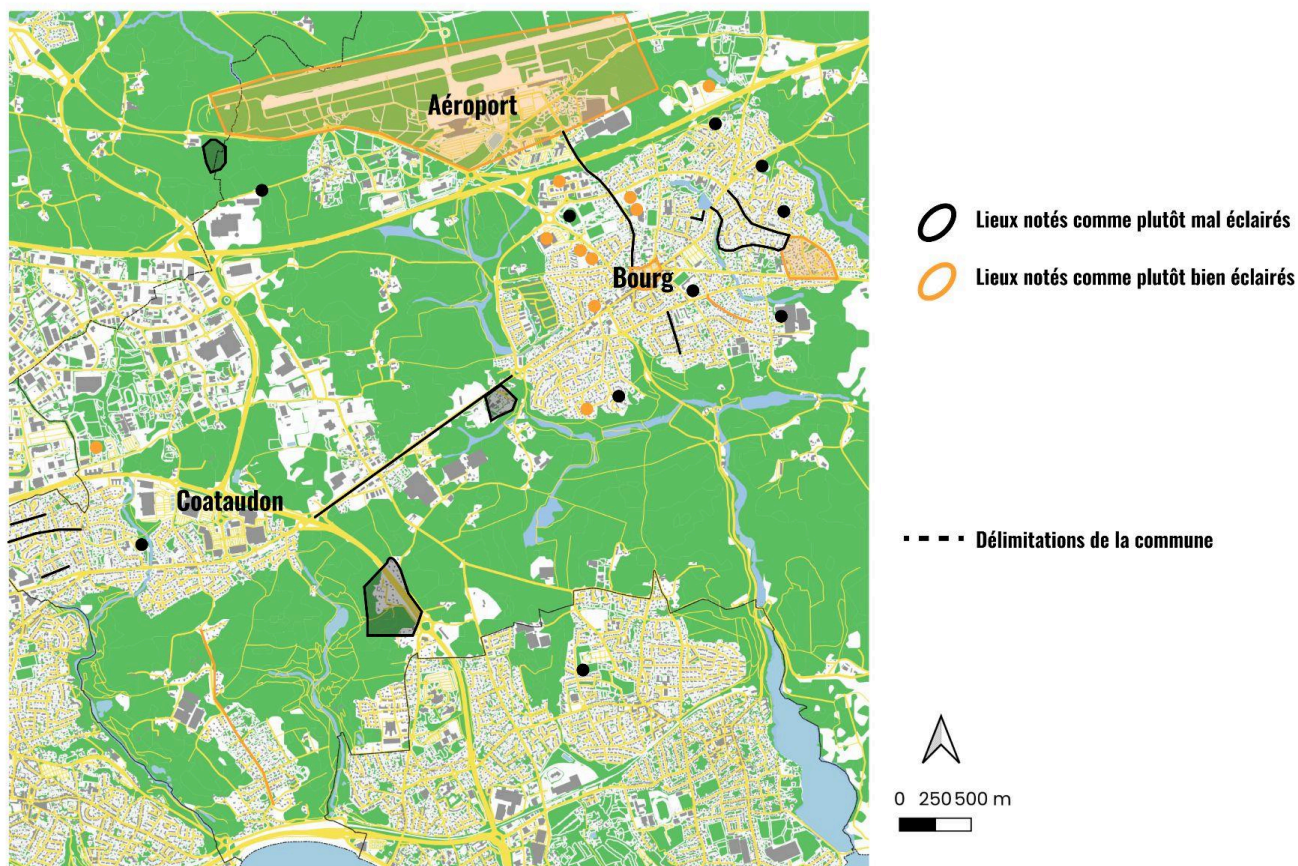 Aéroport
Bourg
Coataudon
Lieux notés comme plutôt mal éclairés
Lieux notés comme plutôt bien éclairés
Délimitations de la commune
0 250 500 m